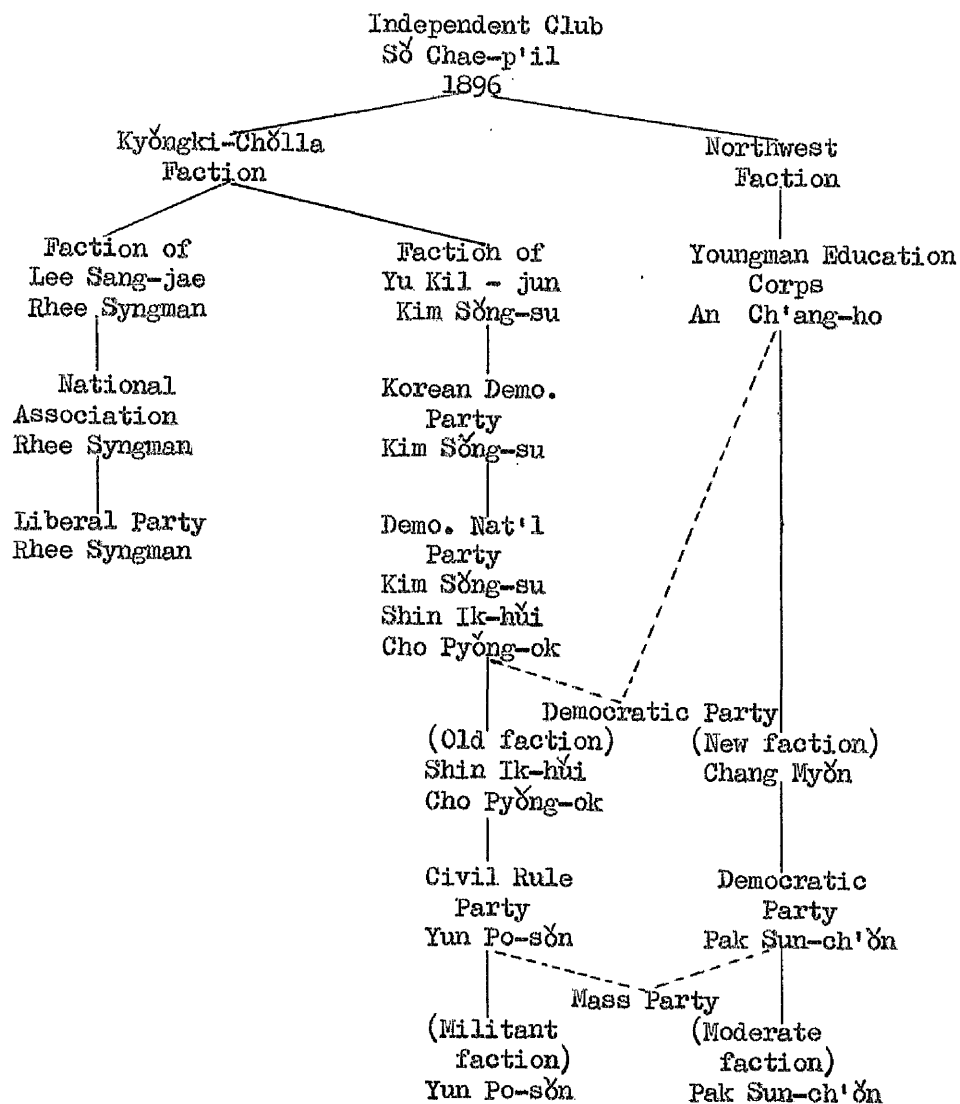 Independent Club
Sŏ Chae-p'il
1896
Kyŏngki-Chŏlla
Faction
Northwest
Faction
Faction of
Lee Sang-jae
Rhee Syngman
Faction of
Yu Kil - jun
Kim Sŏng-su
Youngman Education
Corps
An Ch'ang-ho
National
Association
Rhee Syngman
Korean Demo.
Party
Kim Sŏng-su
Liberal Party
Rhee Syngman
Demo. Nat'l
Party
Kim Sŏng-su
Shin Ik-hŭi
Cho Pyŏng-ok
Democratic Party
(Old faction)
Shin Ik-hŭi
Cho Pyŏng-ok
(New faction)
Chang Myŏn
Civil Rule
Party
Yun Po-sŏn
Democratic
Party
Pak Sun-ch'ŏn
Mass Party
(Militant
faction)
Yun Po-sŏn
(Moderate
faction)
Pak Sun-ch'ŏn